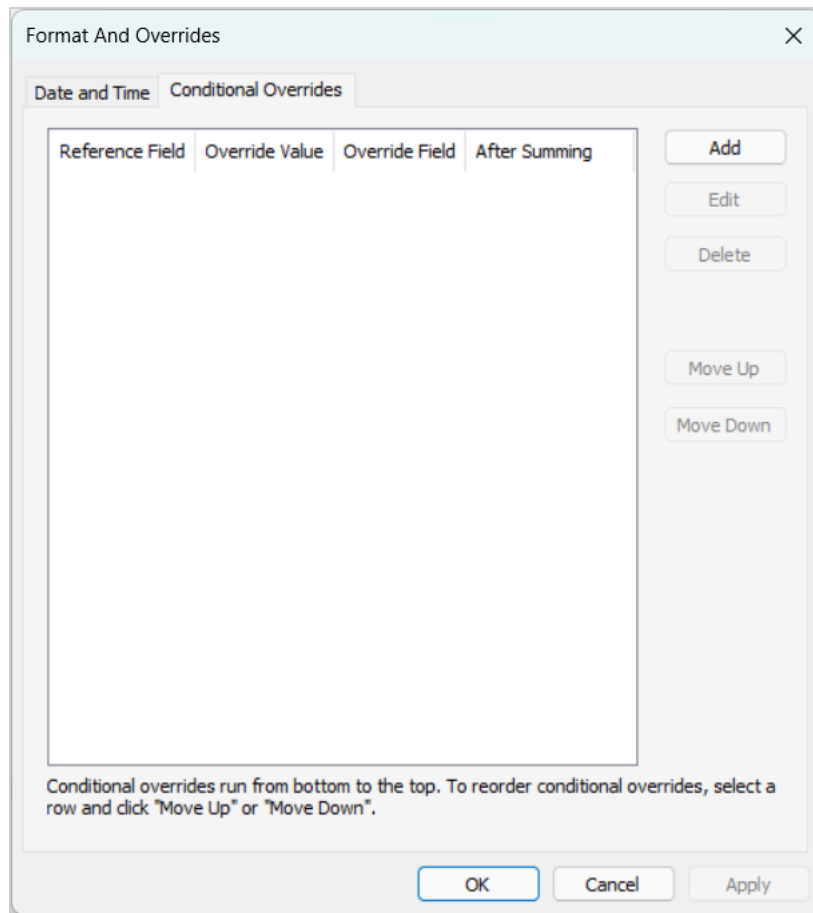 Format And Overrides
Date and Time Conditional Overrides
Reference Field Override Value Override Field After Summing
Add
Edit
Delete
Move Up
Move Down
Conditional overrides run from bottom to the top. To reorder conditional overrides, select a
row and click "Move Up" or "Move Down".
OK Cancel Apply